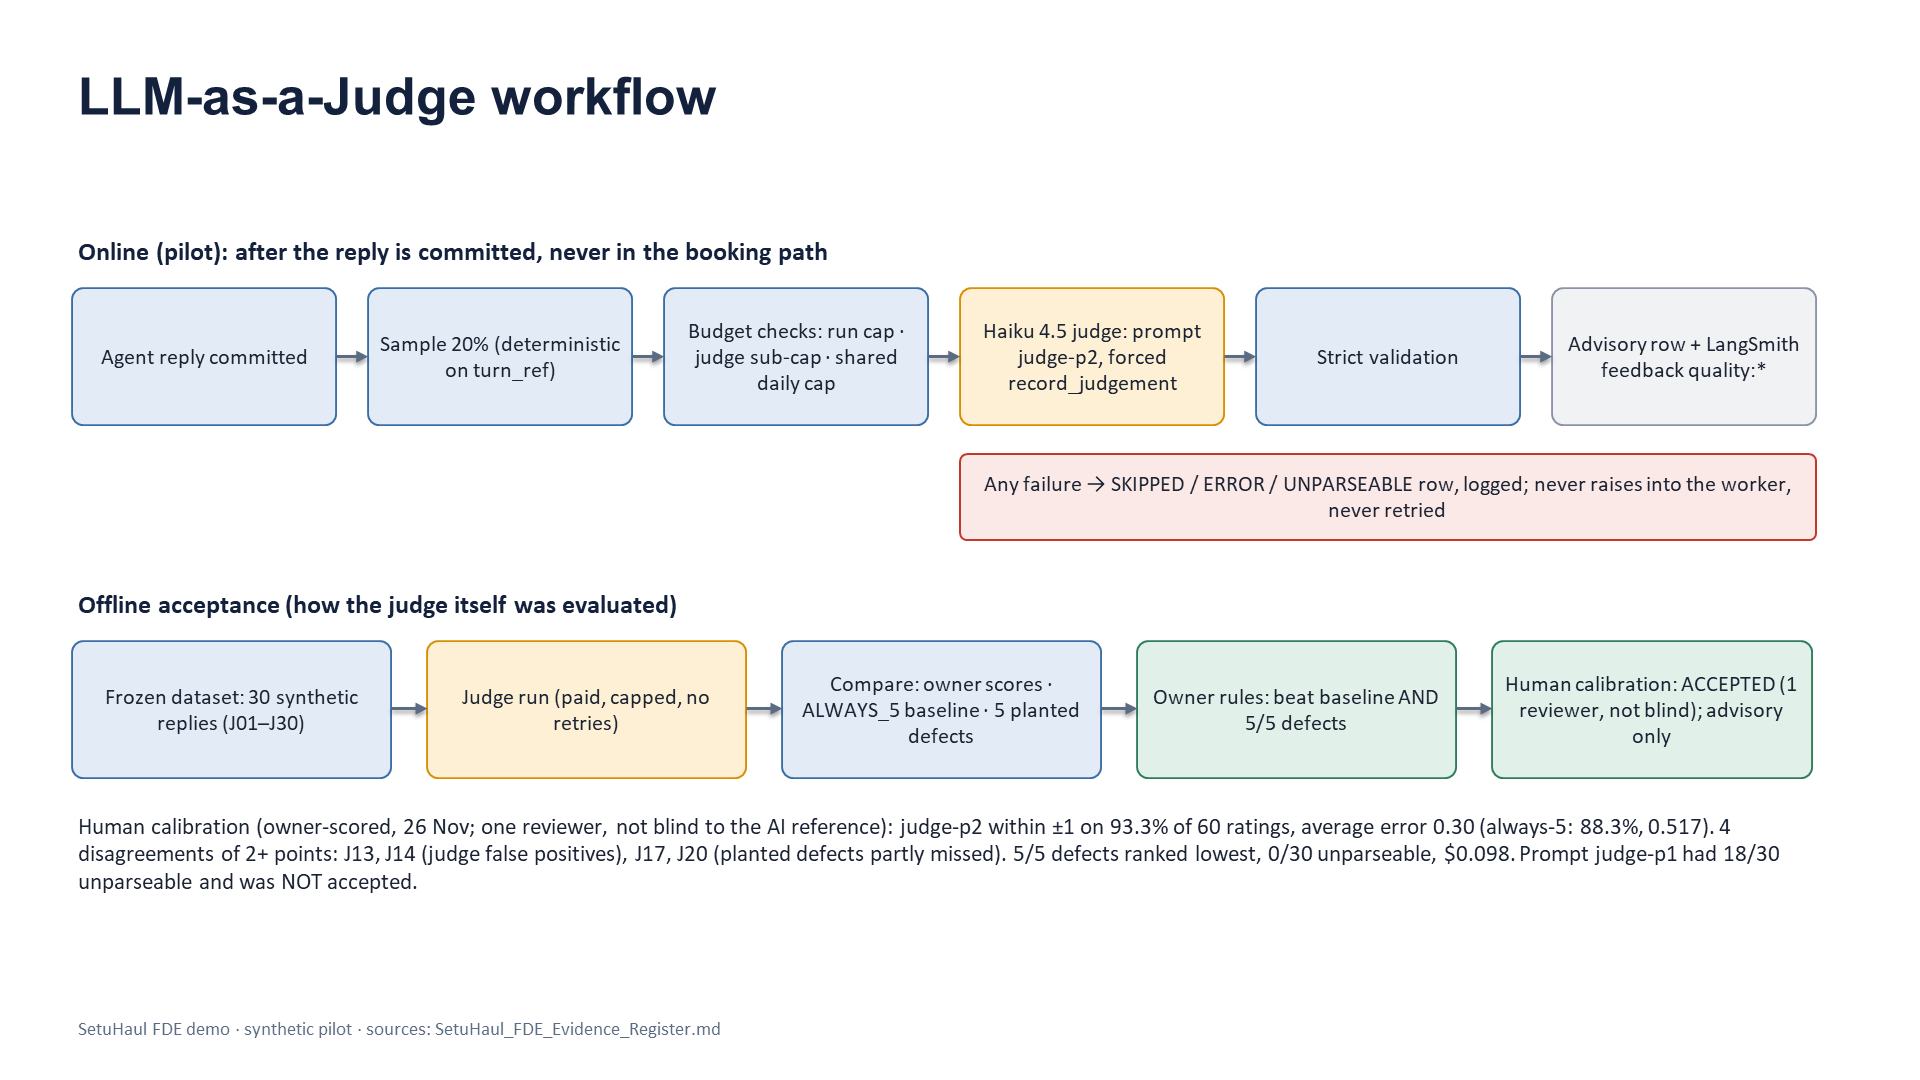 LLM-as-a-Judge workflow
Online (pilot): after the reply is committed, never in the booking path
Agent reply committed
Sample 20% (deterministic
on turn_ref)
Budget checks: run cap ·
judge sub-cap · shared
daily cap
Haiku 4.5 judge: prompt
judge-p2, forced
record_judgement
Strict validation
Advisory row + LangSmith
feedback quality:*
Any failure → SKIPPED / ERROR / UNPARSEABLE row, logged; never raises into the worker,
never retried
Offline acceptance (how the judge itself was evaluated)
Frozen dataset: 30 synthetic
replies (J01–J30)
Judge run (paid, capped, no
retries)
Compare: owner scores ·
ALWAYS_5 baseline · 5 planted
defects
Owner rules: beat baseline AND
5/5 defects
Human calibration: ACCEPTED (1
reviewer, not blind); advisory
only
Human calibration (owner-scored, 26 Nov; one reviewer, not blind to the AI reference): judge-p2 within ±1 on 93.3% of 60 ratings, average error 0.30 (always-5: 88.3%, 0.517). 4
disagreements of 2+ points: J13, J14 (judge false positives), J17, J20 (planted defects partly missed). 5/5 defects ranked lowest, 0/30 unparseable, $0.098. Prompt judge-p1 had 18/30
unparseable and was NOT accepted.
SetuHaul FDE demo · synthetic pilot · sources: SetuHaul_FDE_Evidence_Register.md